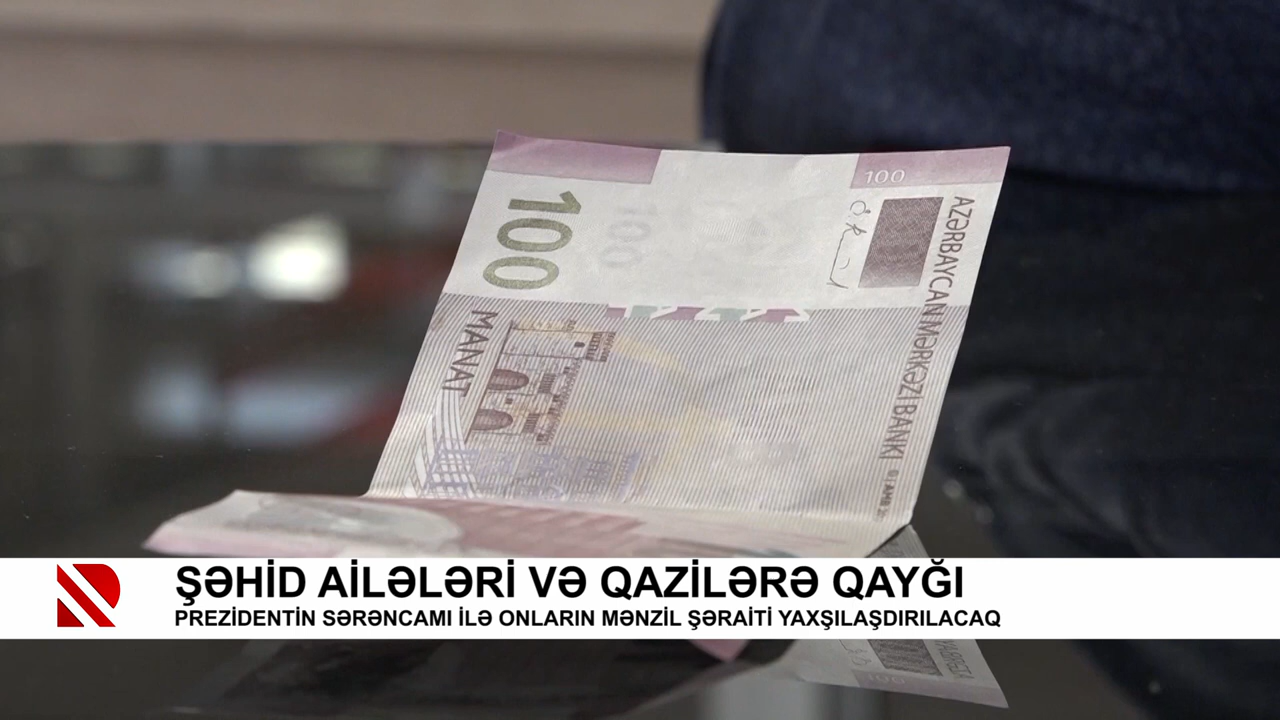 100
100
100
AZƏRBAYCAN MƏRKƏZİ BANKI
MANAT
ŞƏHİD AİLƏLƏRİ VƏ QAZİLƏRƏ QAYĞI
PREZİDENTİN SƏRƏNCAMI İLƏ ONLARIN MƏNZİL ŞƏRAİTİ YAXŞILAŞDIRILACAQ